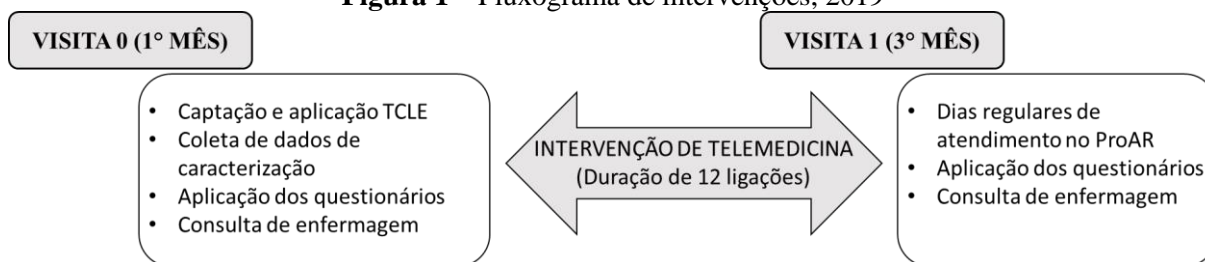 Figura 1 – Fluxograma de intervenções, 2019
VISITA 0 (1° MÊS)
• Captação e aplicação TCLE
• Coleta de dados de
caracterização
• Aplicação dos questionários
• Consulta de enfermagem
INTERVENÇÃO DE TELEMEDICINA
(Duração de 12 ligações)
VISITA 1 (3° MÊS)
• Dias regulares de
atendimento no ProAR
• Aplicação dos questionários
• Consulta de enfermagem